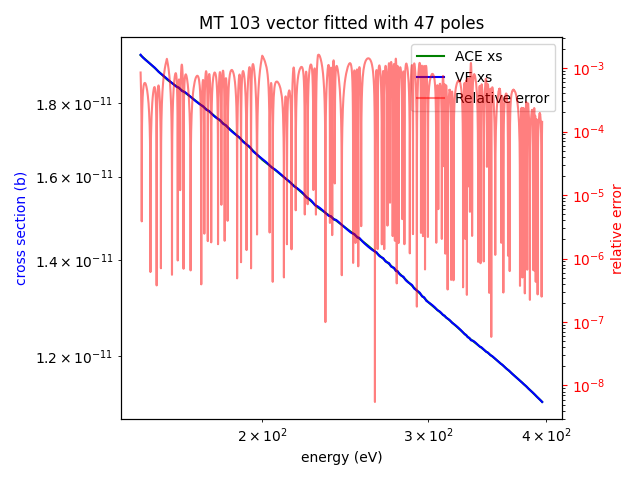 MT 103 vector fitted with 47 poles
ACE xs
VF xs
Relative error
cross section (b)
1.8 × 10⁻¹¹
1.6 × 10⁻¹¹
1.4 × 10⁻¹¹
1.2 × 10⁻¹¹
10⁻³
10⁻⁴
10⁻⁵
10⁻⁶
10⁻⁷
10⁻⁸
relative error
2 × 10²
3 × 10²
4 × 10²
energy (eV)